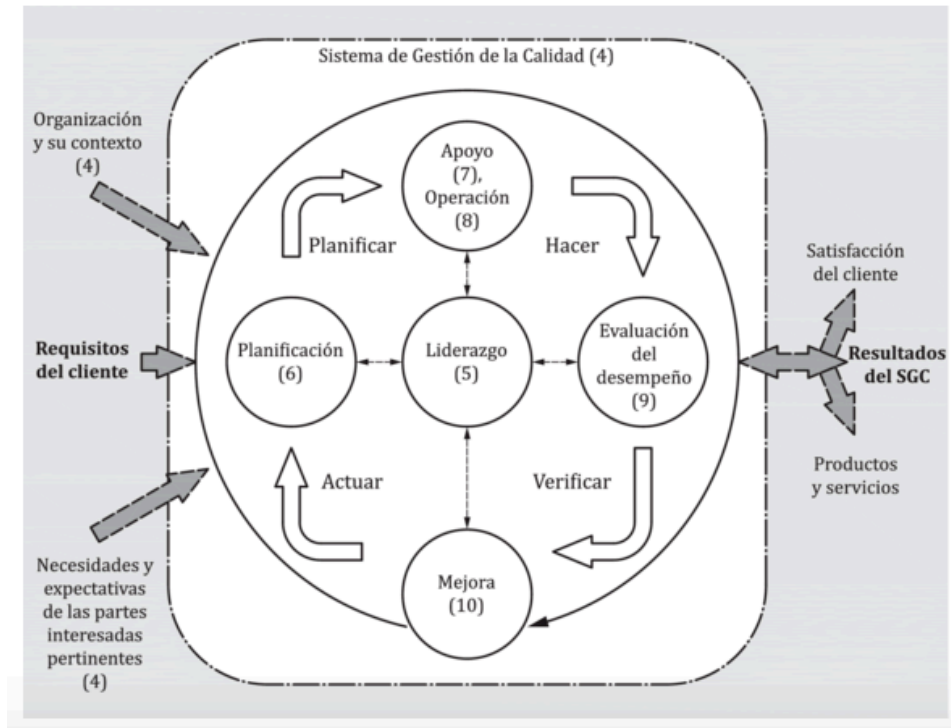 Sistema de Gestión de la Calidad (4)
Organización
y su contexto
(4)
Apoyo
(7),
Operación
(8)
Planificar
Hacer
Satisfacción
del cliente
Requisitos
del cliente
Planificación
(6)
Liderazgo
(5)
Evaluación
del
desempeño
(9)
Resultados
del SGC
Actuar
Verificar
Productos
y servicios
Necesidades y
expectativas
de las partes
interesadas
pertinentes
(4)
Mejora
(10)